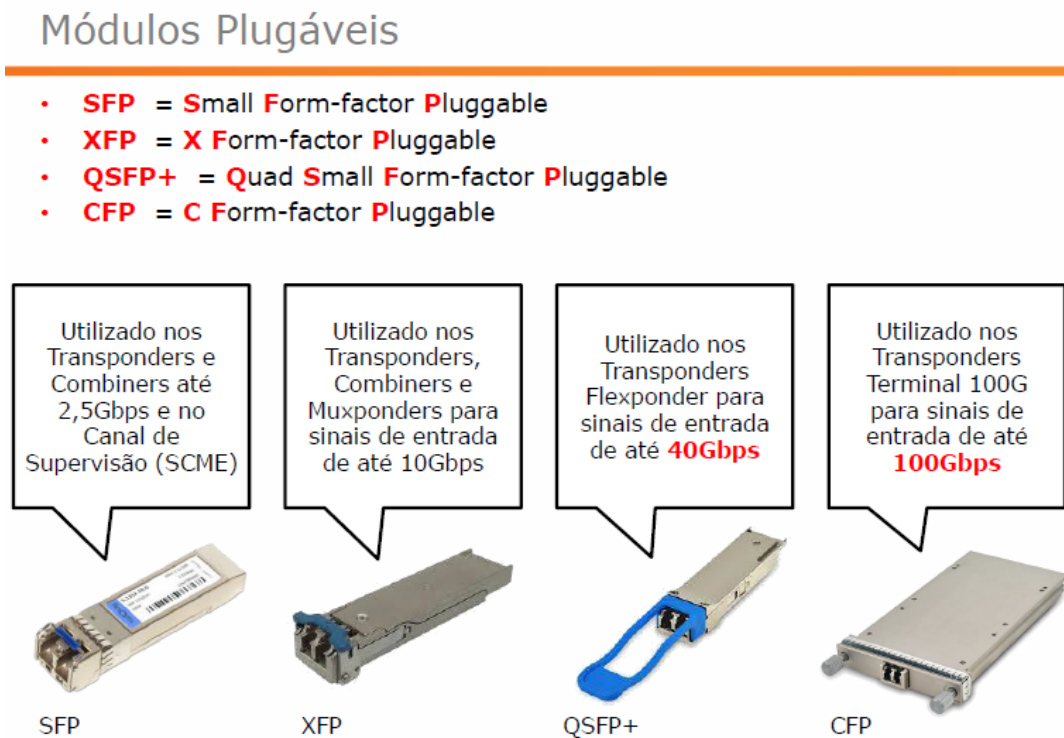 Módulos Plugáveis
• SFP = Small Form-factor Pluggable
• XFP = X Form-factor Pluggable
• QSFP+ = Quad Small Form-factor Pluggable
• CFP = C Form-factor Pluggable
Utilizado nos
Transponders e
Combiners até
2,5Gbps e no
Canal de
Supervisão (SCME)
Utilizado nos
Transponders,
Combiners e
Muxponders para
sinais de entrada
de até 10Gbps
Utilizado nos
Transponders
Flexponder para
sinais de entrada
de até 40Gbps
Utilizado nos
Transponders
Terminal 100G
para sinais de
entrada de até
100Gbps
SFP
XFP
QSFP+
CFP